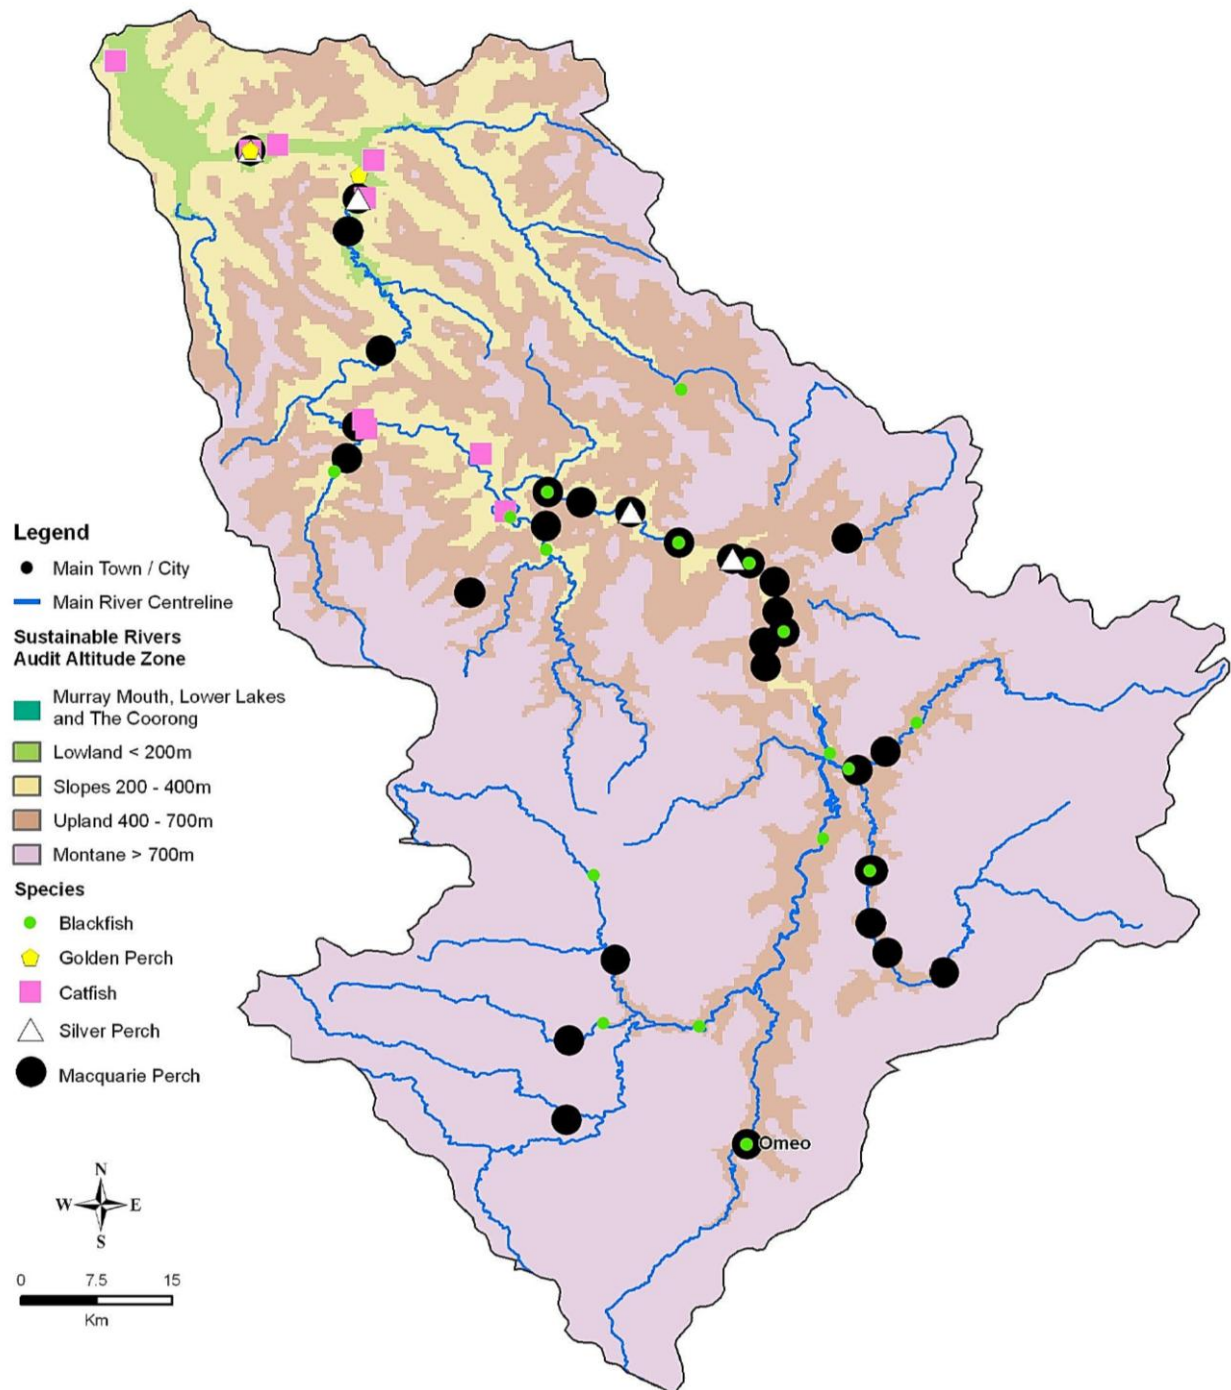 Legend
Main Town / City
Main River Centreline
Sustainable Rivers
Audit Altitude Zone
Murray Mouth, Lower Lakes
and The Coorong
Lowland < 200m
Slopes 200 - 400m
Upland 400 - 700m
Montane > 700m
Species
Blackfish
Golden Perch
Catfish
Silver Perch
Macquarie Perch
Omeo
N
W E
S
0 7.5 15
Km